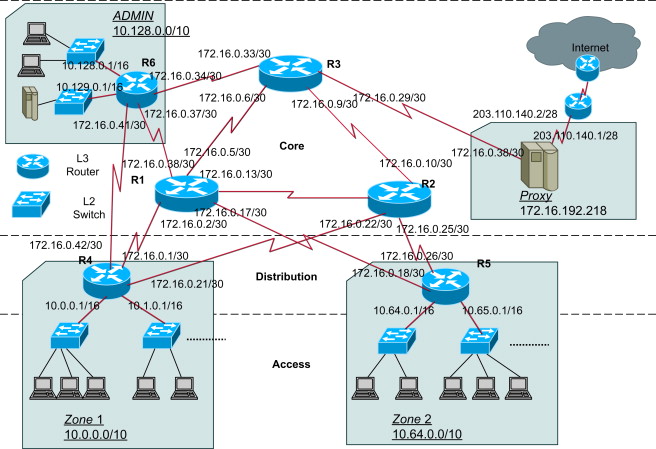 ADMIN
10.128.0.0/10
R6
10.128.0.1/16
10.129.0.1/16
172.16.0.33/30
172.16.0.34/30
172.16.0.41/30
172.16.0.37/30
R3
172.16.0.6/30
172.16.0.9/30
172.16.0.29/30
Internet
203.110.140.2/28
203.110.140.1/28
172.16.0.38/30
Proxy
172.16.192.218
Core
L3
Router
L2
Switch
172.16.0.5/30
172.16.0.38/30
172.16.0.13/30
172.16.0.10/30
R1
R2
172.16.0.17/30
172.16.0.2/30
172.16.0.22/30
172.16.0.25/30
172.16.0.42/30
172.16.0.1/30
172.16.0.26/30
R4
172.16.0.21/30
Distribution
172.16.0.18/30
R5
10.0.0.1/16
10.1.0.1/16
10.64.0.1/16
10.65.0.1/16
Access
Zone 1
10.0.0.0/10
Zone 2
10.64.0.0/10